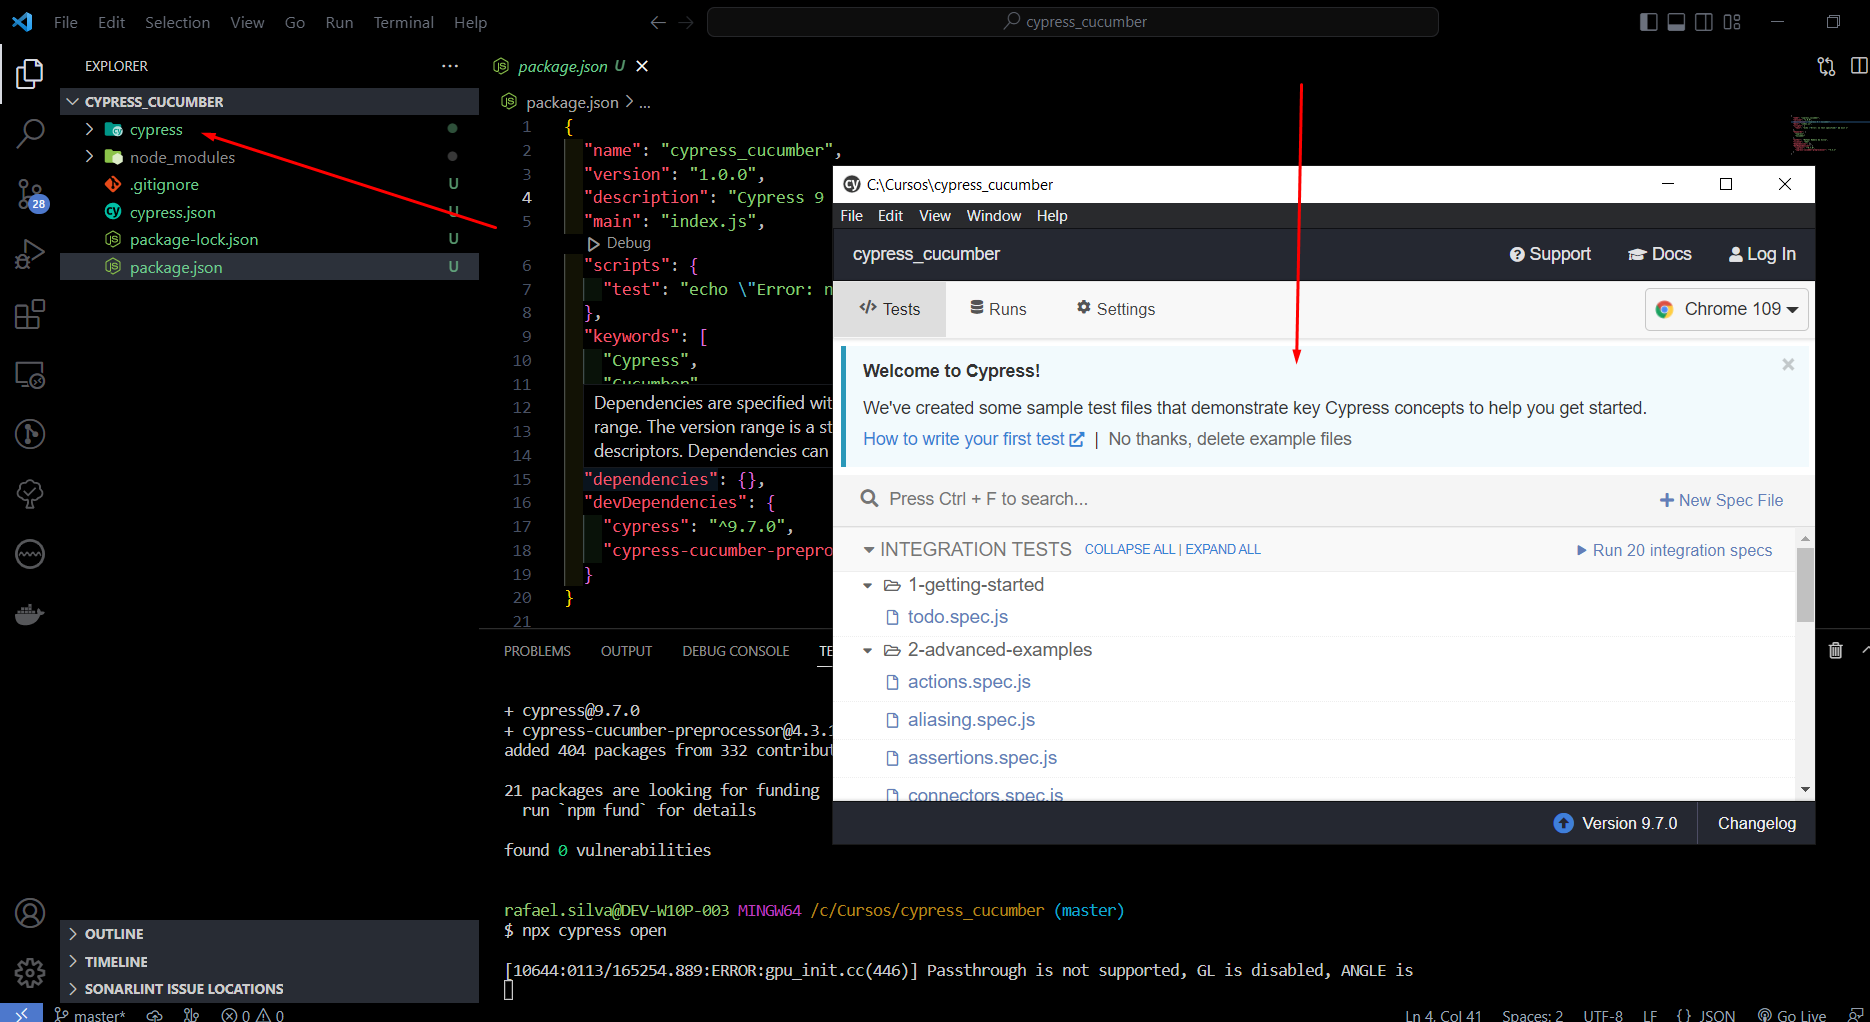 File Edit Selection View Go Run Terminal Help
cypress_cucumber
EXPLORER
CYPRESS_CUCUMBER
cypress
node_modules
.gitignore U
cypress.json U
package-lock.json U
package.json U
OUTLINE
TIMELINE
SONARLINT ISSUE LOCATIONS
28
package.json U
package.json > ...
1 {
2 "name": "cypress_cucumber",
3 "version": "1.0.0",
4 "description": "Cypress 9
5 "main": "index.js",
Debug
6 "scripts": {
7 "test": "echo \"Error: n
8 },
9 "keywords": [
10 "Cypress",
11 "Cucumber"
12
13
14
Dependencies are specified wit
range. The version range is a st
descriptors. Dependencies can
15 "dependencies": {},
16 "devDependencies": {
17 "cypress": "^9.7.0",
18 "cypress-cucumber-prepro
19 }
20 }
21
PROBLEMS OUTPUT DEBUG CONSOLE TE
+ cypress@9.7.0
+ cypress-cucumber-preprocessor@4.3.1
added 404 packages from 332 contribut
21 packages are looking for funding
run `npm fund` for details
found 0 vulnerabilities
rafael.silva@DEV-W10P-003 MINGW64 /c/Cursos/cypress_cucumber (master)
$ npx cypress open
[10644:0113/165254.889:ERROR:gpu_init.cc(446)] Passthrough is not supported, GL is disabled, ANGLE is
C:\Cursos\cypress_cucumber
File Edit View Window Help
cypress_cucumber Support Docs Log In
Tests Runs Settings Chrome 109
Welcome to Cypress!
We've created some sample test files that demonstrate key Cypress concepts to help you get started.
How to write your first test | No thanks, delete example files
Press Ctrl + F to search... New Spec File
INTEGRATION TESTS COLLAPSE ALL | EXPAND ALL Run 20 integration specs
1-getting-started
todo.spec.js
2-advanced-examples
actions.spec.js
aliasing.spec.js
assertions.spec.js
connectors.spec.js
Version 9.7.0 Changelog
master* 0 0 Ln 4, Col 41 Spaces: 2 UTF-8 LF {} JSON Go Live